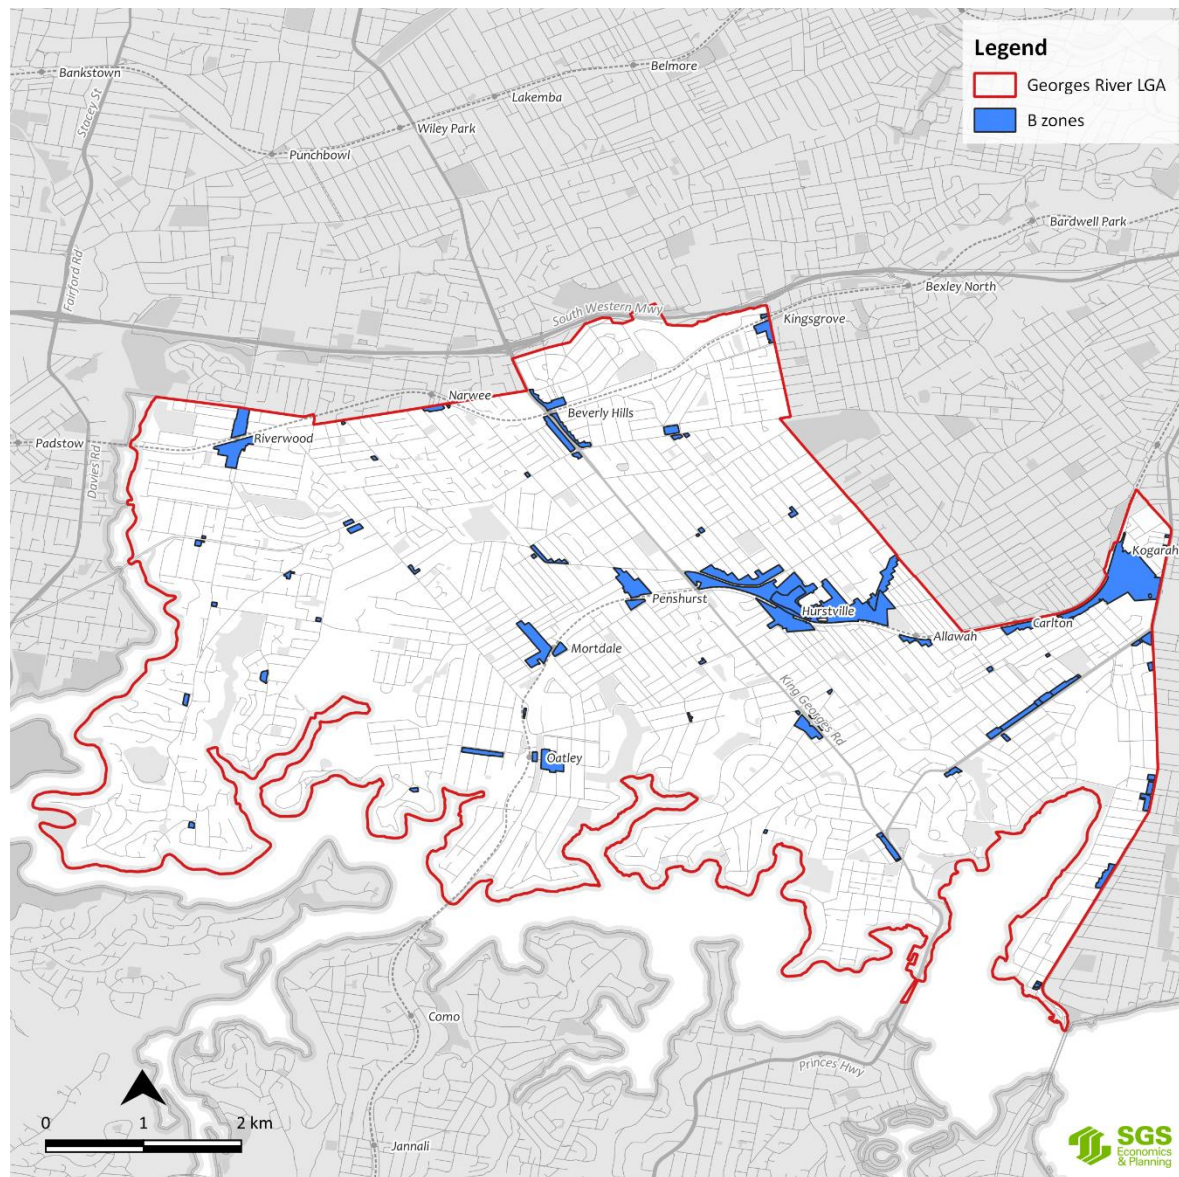 Legend
Georges River LGA
B zones
Belmore
Bankstown
Lakemba
Stacey St
Wiley Park
Punchbowl
Bardwell Park
Fairford Rd
Bexley North
South Western Mwy
Kingsgrove
Narwee
Beverly Hills
Padstow
Riverwood
Davies Rd
Kogarah
Penshurst
Hurstville
Carlton
Allawah
Mortdale
King Georges Rd
Oatley
Como
Princes Hwy
0 1 2 km
Jannali
SGS
Economics
& Planning